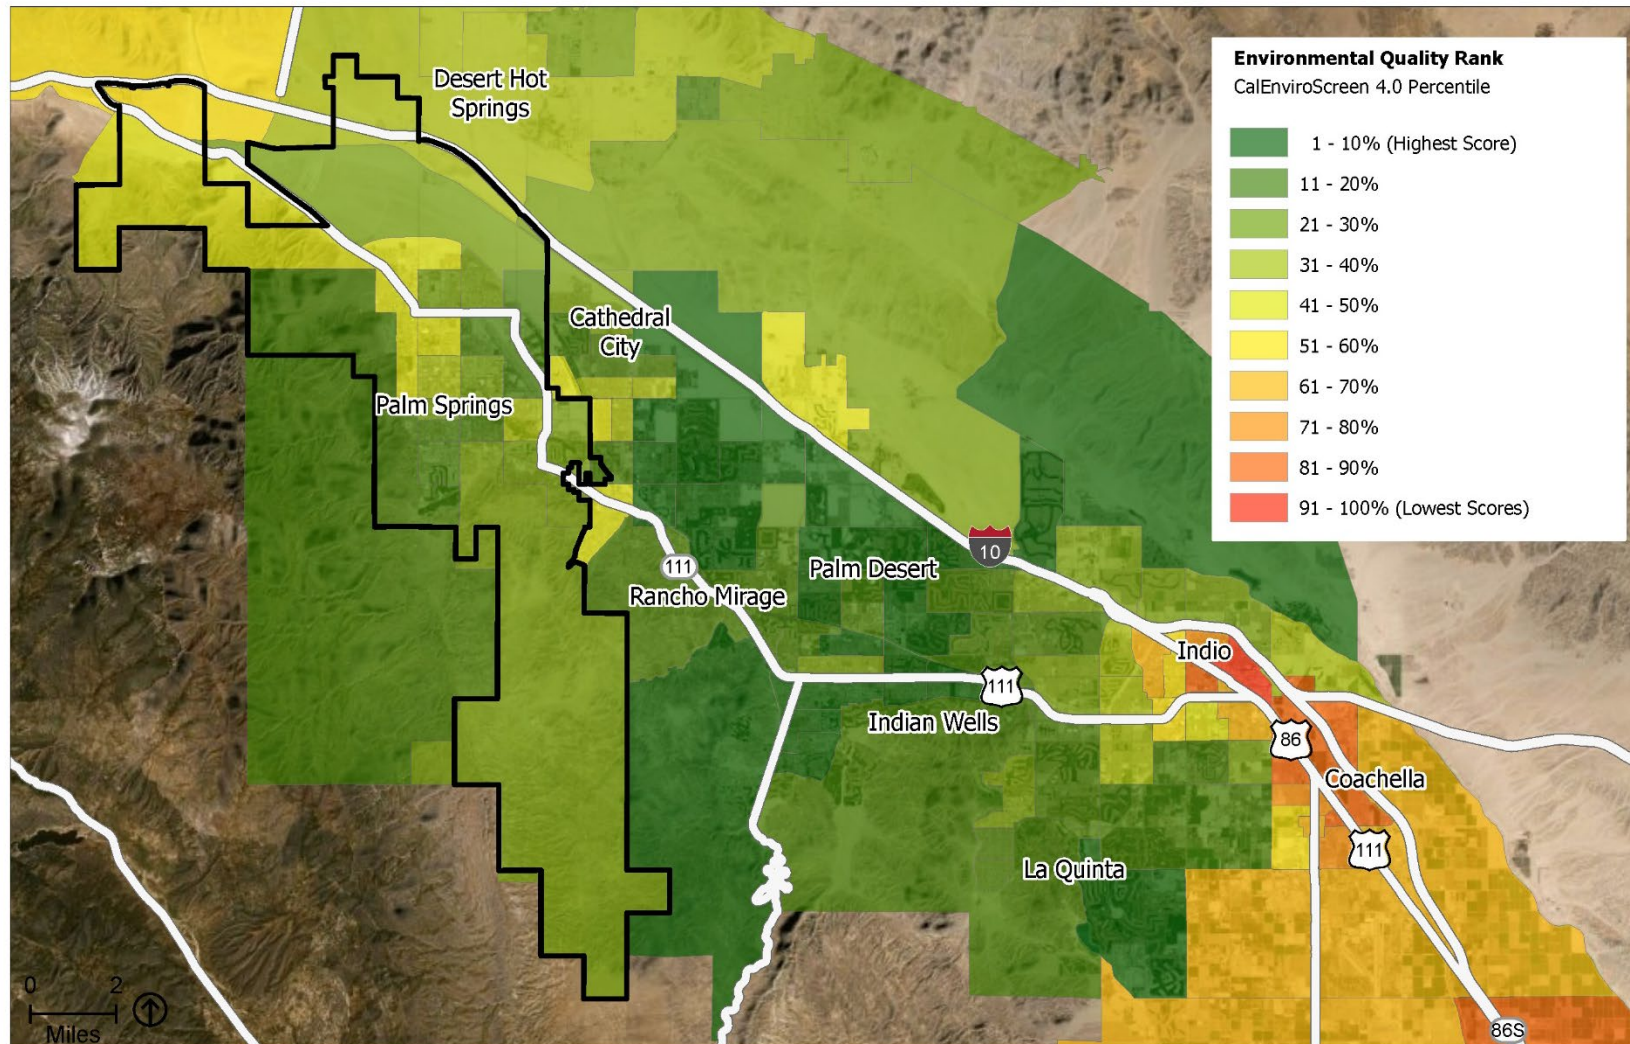 Environmental Quality Rank
CalEnviroScreen 4.0 Percentile
1 - 10% (Highest Score)
11 - 20%
21 - 30%
31 - 40%
41 - 50%
51 - 60%
61 - 70%
71 - 80%
81 - 90%
91 - 100% (Lowest Scores)
Desert Hot
Springs
Cathedral
City
Palm Springs
10
Palm Desert
111
Rancho Mirage
Indio
111
Indian Wells
86
Coachella
111
La Quinta
0 2
Miles
86S